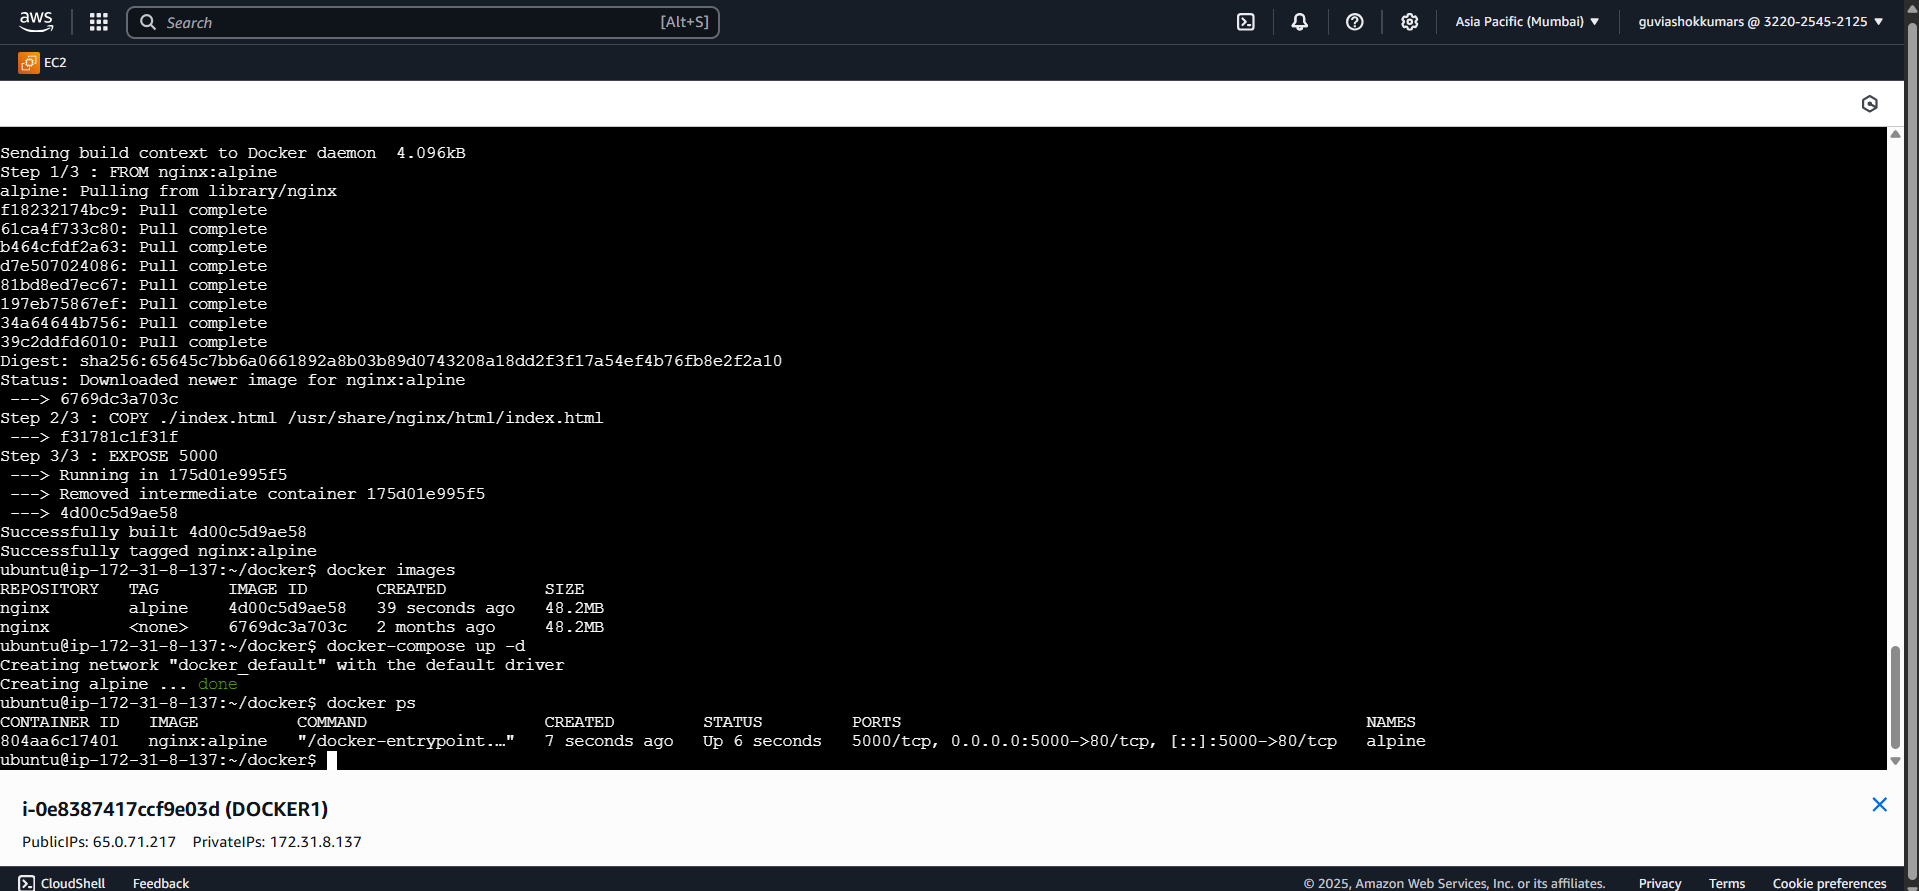 aws
Search [Alt+S]
Asia Pacific (Mumbai) ▼
guviashokkumars @ 3220-2545-2125 ▼
EC2
Sending build context to Docker daemon  4.096kB
Step 1/3 : FROM nginx:alpine
alpine: Pulling from library/nginx
f18232174bc9: Pull complete
61ca4f733c80: Pull complete
b464cfdf2a63: Pull complete
d7e507024086: Pull complete
81bd8ed7ec67: Pull complete
197eb75867ef: Pull complete
34a64644b756: Pull complete
39c2ddfd6010: Pull complete
Digest: sha256:65645c7bb6a0661892a8b03b89d0743208a18dd2f3f17a54ef4b76fb8e2f2a10
Status: Downloaded newer image for nginx:alpine
 ---> 6769dc3a703c
Step 2/3 : COPY ./index.html /usr/share/nginx/html/index.html
 ---> f31781c1f31f
Step 3/3 : EXPOSE 5000
 ---> Running in 175d01e995f5
 ---> Removed intermediate container 175d01e995f5
 ---> 4d00c5d9ae58
Successfully built 4d00c5d9ae58
Successfully tagged nginx:alpine
ubuntu@ip-172-31-8-137:~/docker$ docker images
REPOSITORY   TAG       IMAGE ID       CREATED          SIZE
nginx        alpine    4d00c5d9ae58   39 seconds ago   48.2MB
nginx        <none>    6769dc3a703c   2 months ago     48.2MB
ubuntu@ip-172-31-8-137:~/docker$ docker-compose up -d
Creating network "docker_default" with the default driver
Creating alpine ... done
ubuntu@ip-172-31-8-137:~/docker$ docker ps
CONTAINER ID   IMAGE          COMMAND                  CREATED         STATUS         PORTS                                               NAMES
804aa6c17401   nginx:alpine   "/docker-entrypoint.…"   7 seconds ago   Up 6 seconds   5000/tcp, 0.0.0.0:5000->80/tcp, [::]:5000->80/tcp   alpine
ubuntu@ip-172-31-8-137:~/docker$
i-0e8387417ccf9e03d (DOCKER1)
PublicIPs: 65.0.71.217 PrivateIPs: 172.31.8.137
CloudShell Feedback © 2025, Amazon Web Services, Inc. or its affiliates. Privacy Terms Cookie preferences